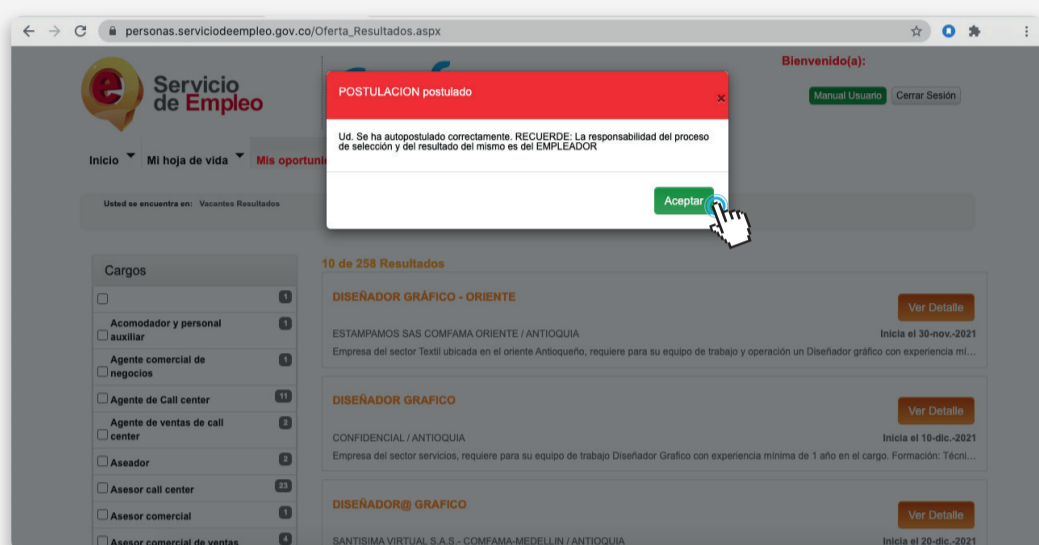 personas.serviciodeempleo.gov.co/Oferta_Resultados.aspx
Servicio
de Empleo
Bienvenido(a):
Manual Usuario
Cerrar Sesión
POSTULACION postulado
x
Ud. Se ha autopostulado correctamente. RECUERDE: La responsabilidad del proceso
de selección y del resultado del mismo es del EMPLEADOR
Aceptar
Inicio
Mi hoja de vida
Mis oportuni
Usted se encuentra en: Vacantes Resultados
Cargos
1
Acomodador y personal
auxiliar
1
Agente comercial de
negocios
1
Agente de Call center
11
Agente de ventas de call
center
2
Aseador
2
Asesor call center
23
Asesor comercial
1
Asesor comercial de ventas
4
10 de 258 Resultados
DISEÑADOR GRÁFICO - ORIENTE
Ver Detalle
ESTAMPAMOS SAS COMFAMA ORIENTE / ANTIOQUIA
Inicia el 30-nov.-2021
Empresa del sector Textil ubicada en el oriente Antioqueño, requiere para su equipo de trabajo y operación un Diseñador gráfico con experiencia mí...
DISEÑADOR GRAFICO
Ver Detalle
CONFIDENCIAL / ANTIOQUIA
Inicia el 10-dic.-2021
Empresa del sector servicios, requiere para su equipo de trabajo Diseñador Grafico con experiencia mínima de 1 año en el cargo. Formación: Técni...
DISEÑADOR@ GRAFICO
Ver Detalle
SANTISIMA VIRTUAL S.A.S.- COMFAMA-MEDELLIN / ANTIOQUIA
Inicia el 20-dic.-2021